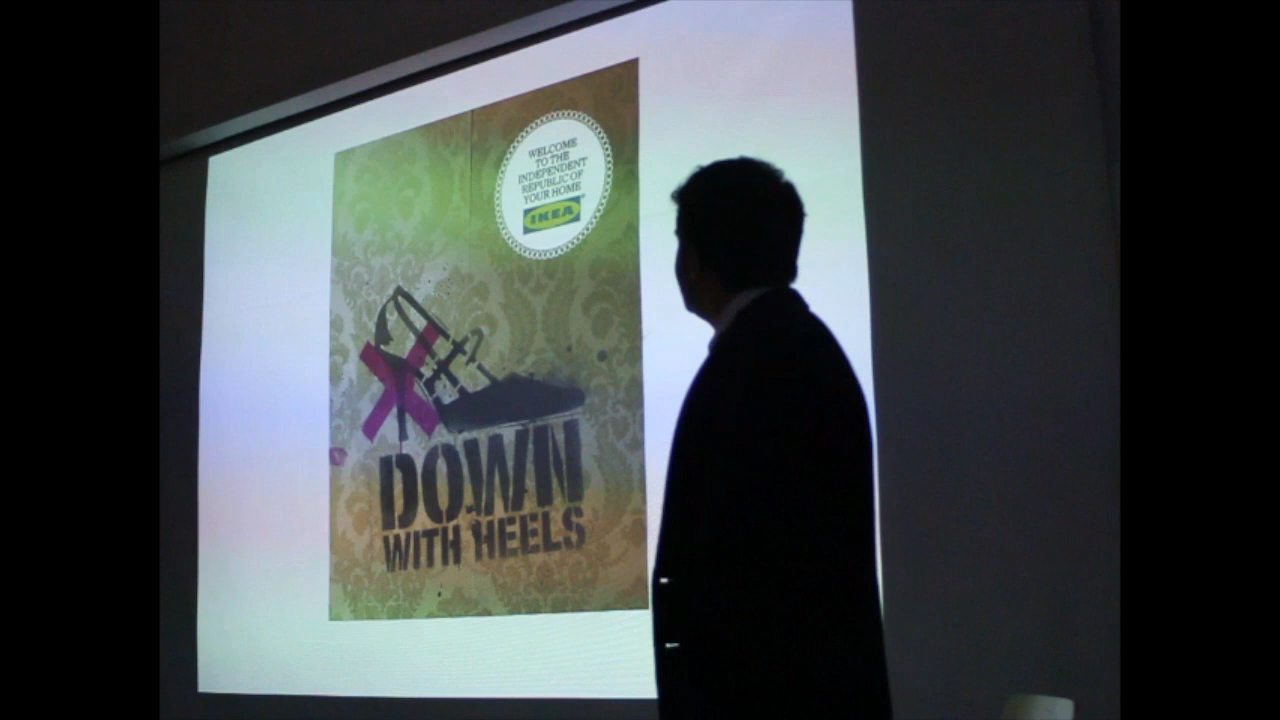 WELCOME
TO THE
INDEPENDENT
REPUBLIC OF
YOUR HOME
IKEA
DOWN
WITH HEELS